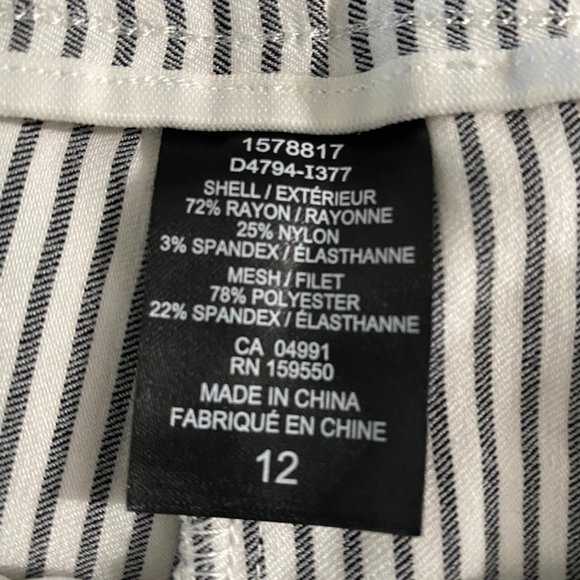 1578817
D4794-I377
SHELL / EXTÉRIEUR
72% RAYON / RAYONNE
25% NYLON
3% SPANDEX / ÉLASTHANNE
MESH / FILET
78% POLYESTER
22% SPANDEX / ÉLASTHANNE
CA 04991
RN 159550
MADE IN CHINA
FABRIQUÉ EN CHINE
12